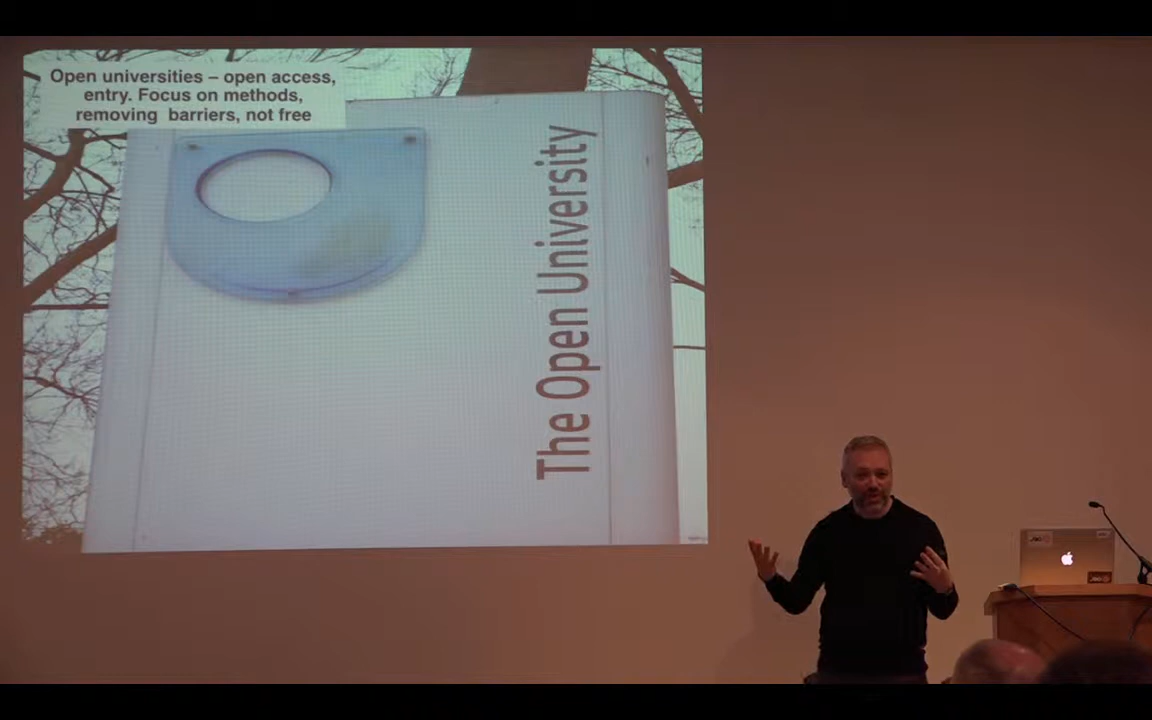 Open universities – open access,
entry. Focus on methods,
removing  barriers, not free
The Open University